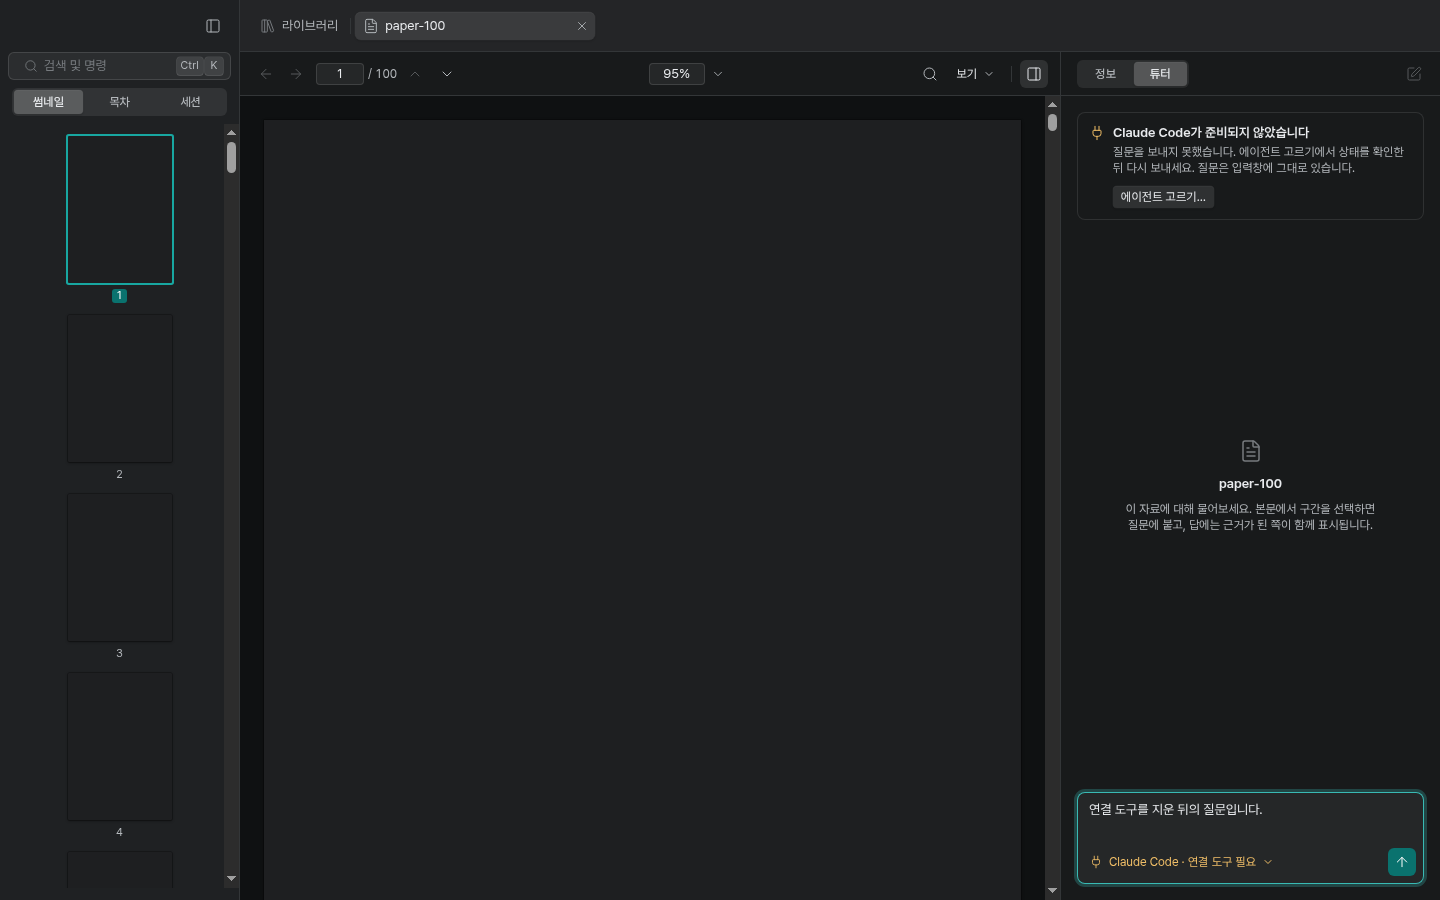 라이브러리
paper-100
검색 및 명령
Ctrl K
썸네일 목차 세션
1
2
3
4
1 / 100
95%
보기
정보 튜터
Claude Code가 준비되지 않았습니다
질문을 보내지 못했습니다. 에이전트 고르기에서 상태를 확인한
뒤 다시 보내세요. 질문은 입력창에 그대로 있습니다.
에이전트 고르기...
paper-100
이 자료에 대해 물어보세요. 본문에서 구간을 선택하면
질문에 붙고, 답에는 근거가 된 쪽이 함께 표시됩니다.
연결 도구를 지운 뒤의 질문입니다.
Claude Code · 연결 도구 필요